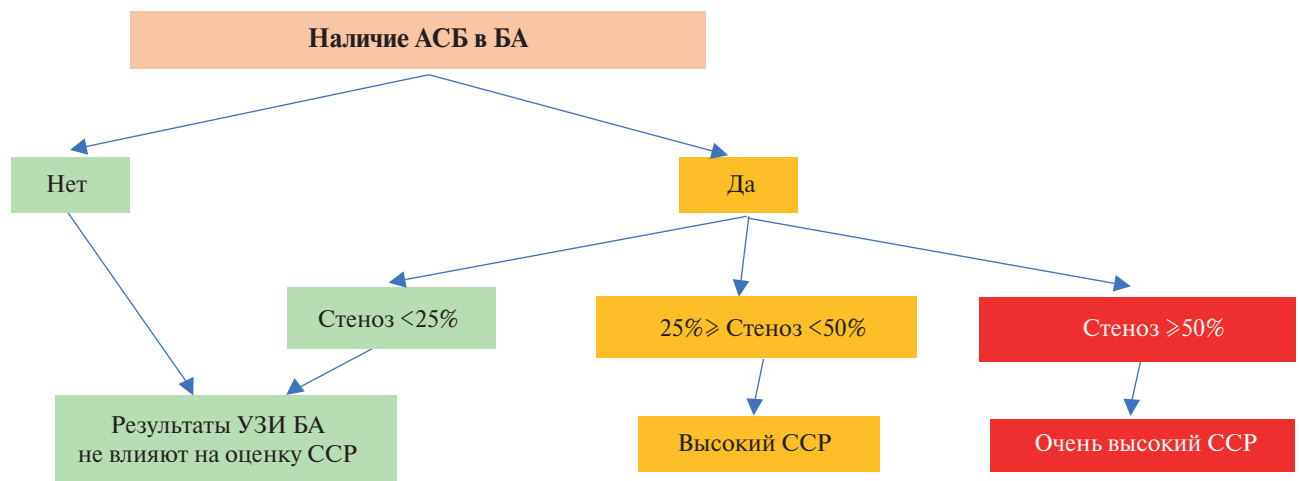 Наличие АСБ в БА
Нет
Да
Стеноз <25%
25%⩾ Стеноз <50%
Стеноз ⩾50%
Результаты УЗИ БА
не влияют на оценку ССР
Высокий ССР
Очень высокий ССР